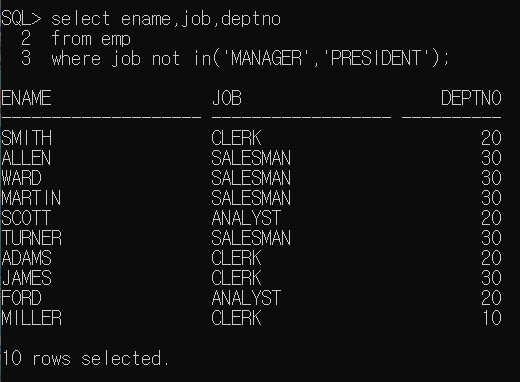 SQL> select ename,job,deptno
  2  from emp
  3  where job not in('MANAGER','PRESIDENT');
ENAME                JOB                    DEPTNO
-------------------- ------------------ ----------
SMITH                CLERK                      20
ALLEN                SALESMAN                   30
WARD                 SALESMAN                   30
MARTIN               SALESMAN                   30
SCOTT                ANALYST                    20
TURNER               SALESMAN                   30
ADAMS                CLERK                      20
JAMES                CLERK                      30
FORD                 ANALYST                    20
MILLER               CLERK                      10
10 rows selected.